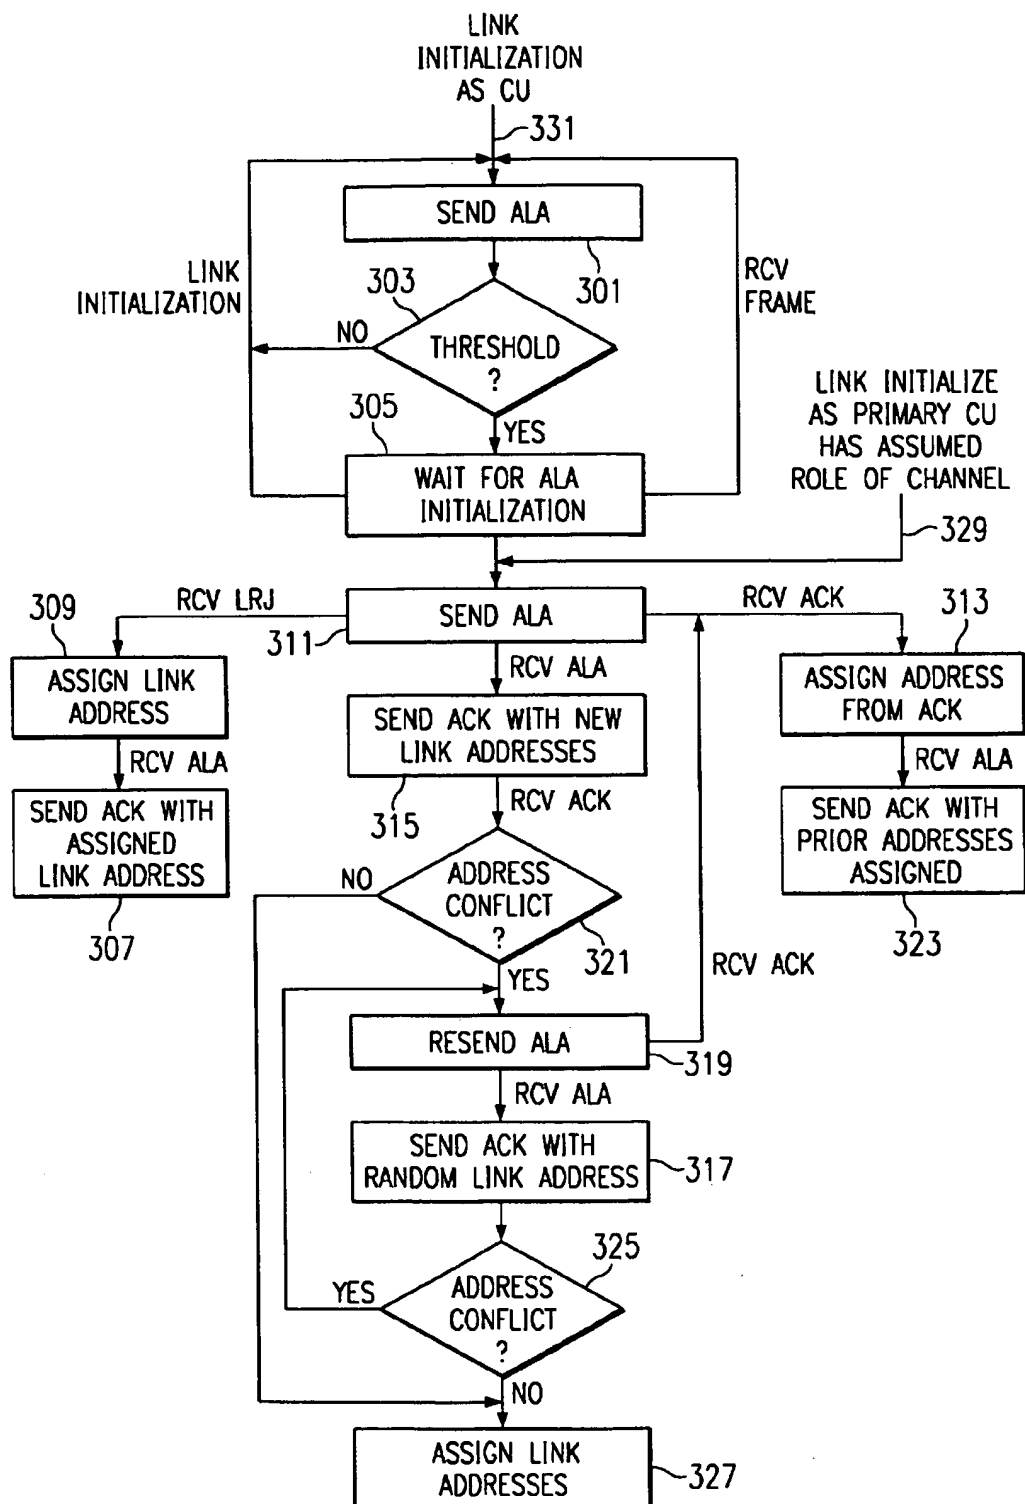 LINK
INITIALIZATION
AS CU
331
SEND ALA
301
LINK
INITIALIZATION
RCV
FRAME
303
NO
THRESHOLD
?
YES
305
WAIT FOR ALA
INITIALIZATION
LINK INITIALIZE
AS PRIMARY CU
HAS ASSUMED
ROLE OF CHANNEL
329
309
RCV LRJ
311
SEND ALA
RCV ACK
313
ASSIGN LINK
ADDRESS
RCV ALA
ASSIGN ADDRESS
FROM ACK
RCV ALA
SEND ACK WITH NEW
LINK ADDRESSES
RCV ALA
SEND ACK WITH
ASSIGNED
LINK ADDRESS
307
315
RCV ACK
SEND ACK WITH
PRIOR ADDRESSES
ASSIGNED
323
NO
ADDRESS
CONFLICT
?
321
YES
RCV ACK
RESEND ALA
319
RCV ALA
SEND ACK WITH
RANDOM LINK ADDRESS
317
325
YES
ADDRESS
CONFLICT
?
NO
ASSIGN LINK
ADDRESSES
327